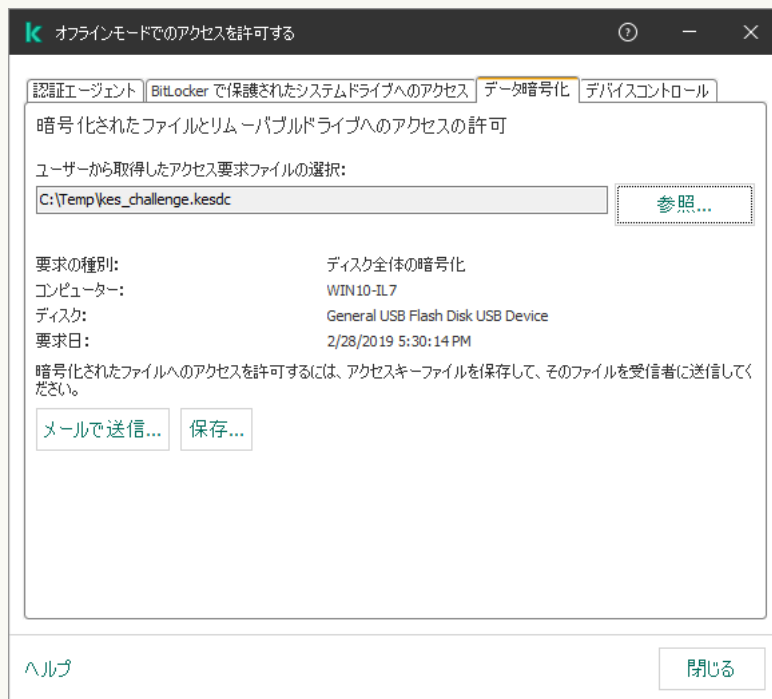 オフラインモードでのアクセスを許可する
認証エージェント BitLocker で保護されたシステムドライブへのアクセス データ暗号化 デバイスコントロール
暗号化されたファイルとリムーバブルドライブへのアクセスの許可
ユーザーから取得したアクセス要求ファイルの選択:
C:\Temp\kes_challenge.kesdc 参照...
要求の種別: ディスク全体の暗号化
コンピューター: WIN10-IL7
ディスク: General USB Flash Disk USB Device
要求日: 2/28/2019 5:30:14 PM
暗号化されたファイルへのアクセスを許可するには、アクセスキーファイルを保存して、そのファイルを受信者に送信してく
ださい。
メールで送信... 保存...
ヘルプ 閉じる